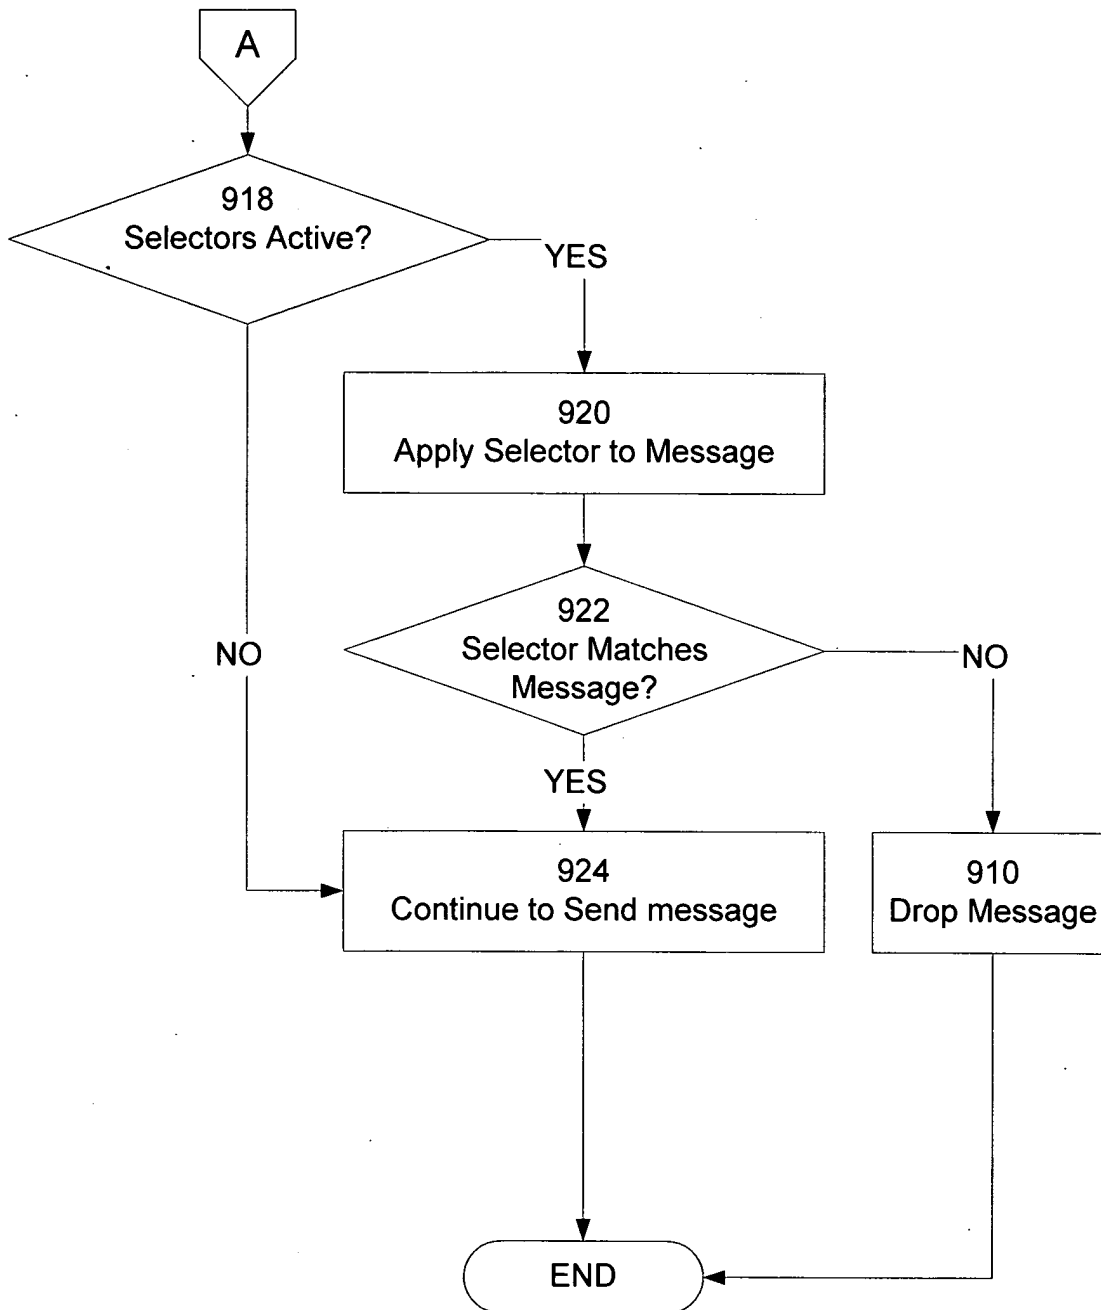 A
918
Selectors Active?
YES
920
Apply Selector to Message
922
Selector Matches
Message?
NO
NO
YES
924
Continue to Send message
910
Drop Message
END